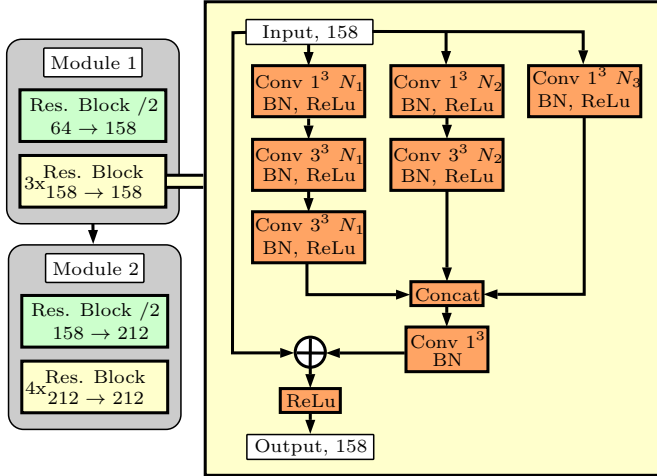 Module 1
Res. Block /2
64 → 158
3x Res. Block
158 → 158
Module 2
Res. Block /2
158 → 212
4x Res. Block
212 → 212
Input, 158
Conv 1³ N₁
BN, ReLu
Conv 3³ N₁
BN, ReLu
Conv 3³ N₁
BN, ReLu
Conv 1³ N₂
BN, ReLu
Conv 3³ N₂
BN, ReLu
Conv 1³ N₃
BN, ReLu
Concat
Conv 1³
BN
ReLu
Output, 158